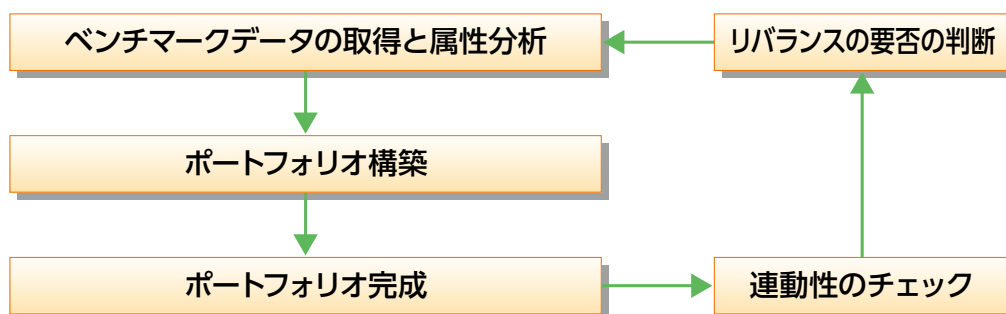 ベンチマークデータの取得と属性分析
リバランスの要否の判断
ポートフォリオ構築
ポートフォリオ完成
連動性のチェック